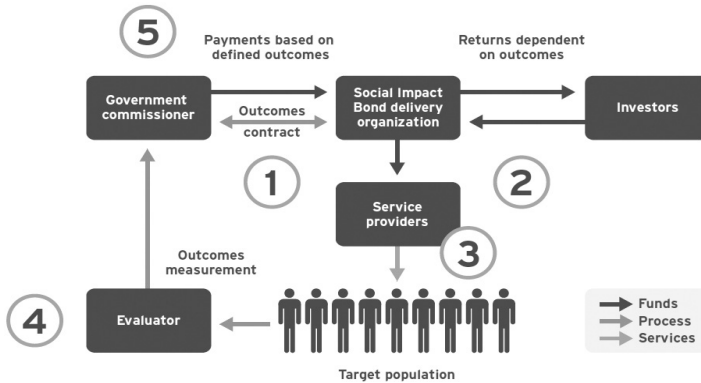 5
Payments based on
defined outcomes
Returns dependent
on outcomes
Government
commissioner
Outcomes
contract
Social Impact
Bond delivery
organization
Investors
1
2
Service
providers
3
Outcomes
measurement
4
Evaluator
Target population
Funds
Process
Services